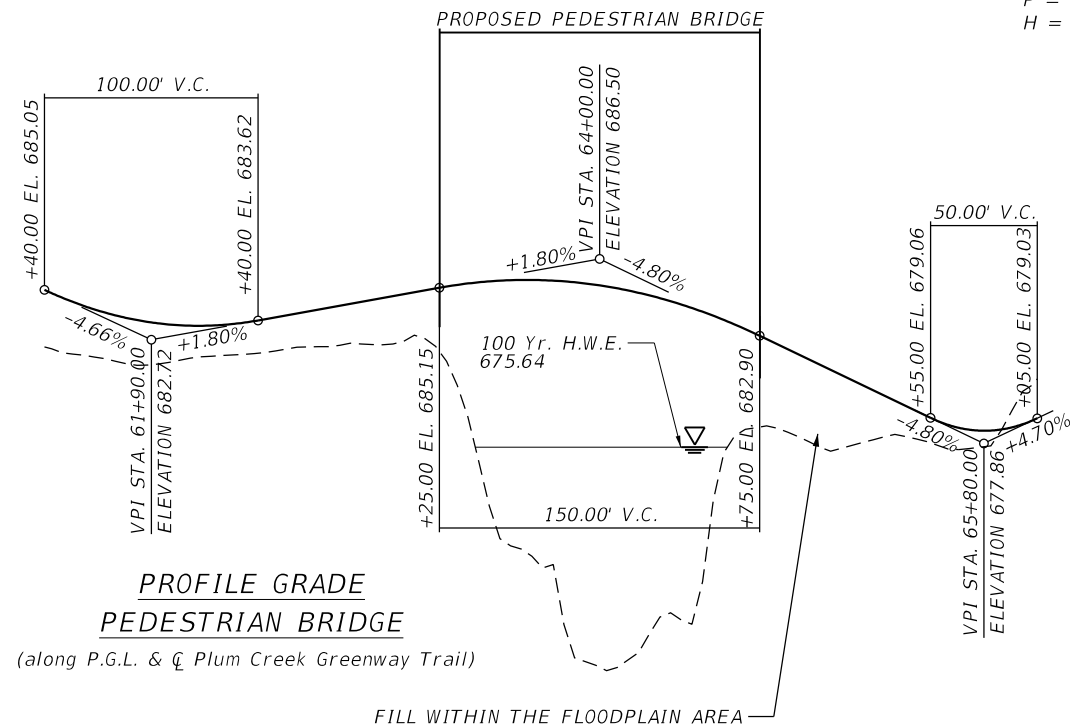 PROPOSED PEDESTRIAN BRIDGE
H =
100.00' V.C.
+40.00 EL. 685.05
+40.00 EL. 683.62
-4.66%
+1.80%
VPI STA. 61+90.00
ELEVATION 682.72
VPI STA. 64+00.00
ELEVATION 686.50
+1.80%
-4.80%
100 Yr. H.W.E.
675.64
+25.00 EL. 685.15
+75.00 EL. 682.90
150.00' V.C.
50.00' V.C.
+55.00 EL. 679.06
+05.00 EL. 679.03
-4.80%
+4.70%
VPI STA. 65+80.00
ELEVATION 677.86
PROFILE GRADE
PEDESTRIAN BRIDGE
(along P.G.L. & ℄ Plum Creek Greenway Trail)
FILL WITHIN THE FLOODPLAIN AREA